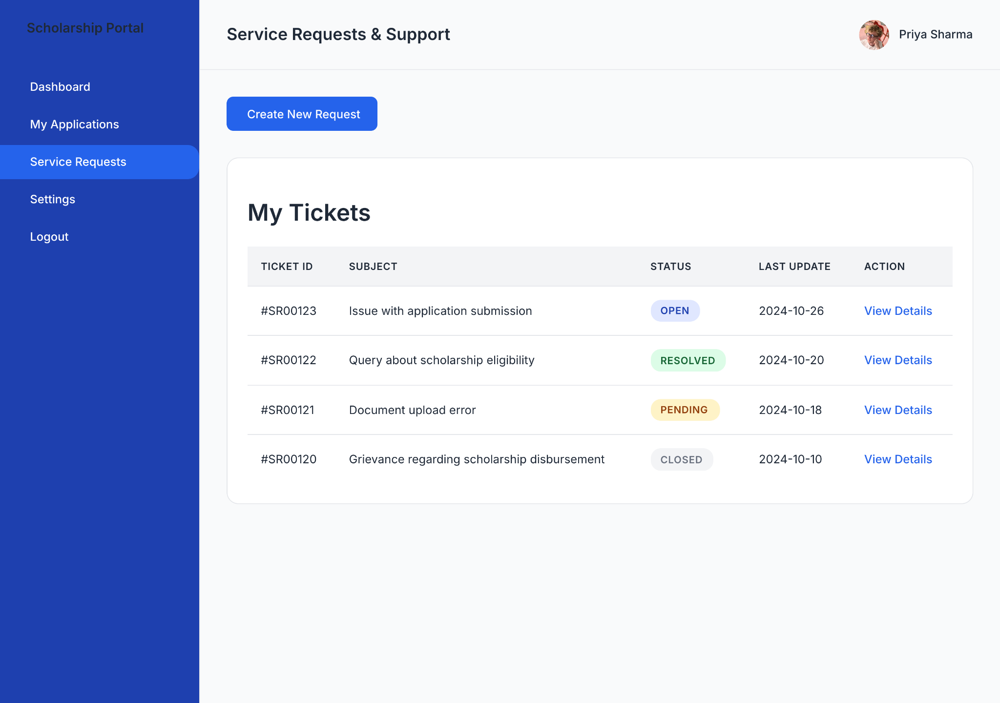 Scholarship Portal
Dashboard
My Applications
Service Requests
Settings
Logout
Service Requests & Support
Priya Sharma
Create New Request
My Tickets
TICKET ID SUBJECT STATUS LAST UPDATE ACTION
#SR00123 Issue with application submission OPEN 2024-10-26 View Details
#SR00122 Query about scholarship eligibility RESOLVED 2024-10-20 View Details
#SR00121 Document upload error PENDING 2024-10-18 View Details
#SR00120 Grievance regarding scholarship disbursement CLOSED 2024-10-10 View Details